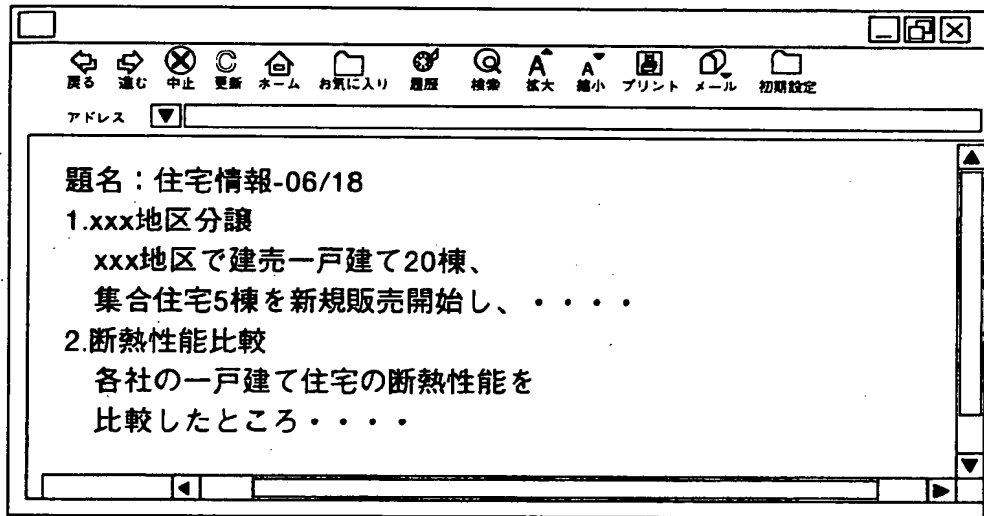 戻る 進む 中止 更新 ホーム お気に入り 履歴 検索 拡大 縮小 プリント メール 初期設定
アドレス
題名：住宅情報-06/18
1.xxx地区分譲
xxx地区で建売一戸建て20棟、
集合住宅5棟を新規販売開始し、・・・・
2.断熱性能比較
各社の一戸建て住宅の断熱性能を
比較したところ・・・・